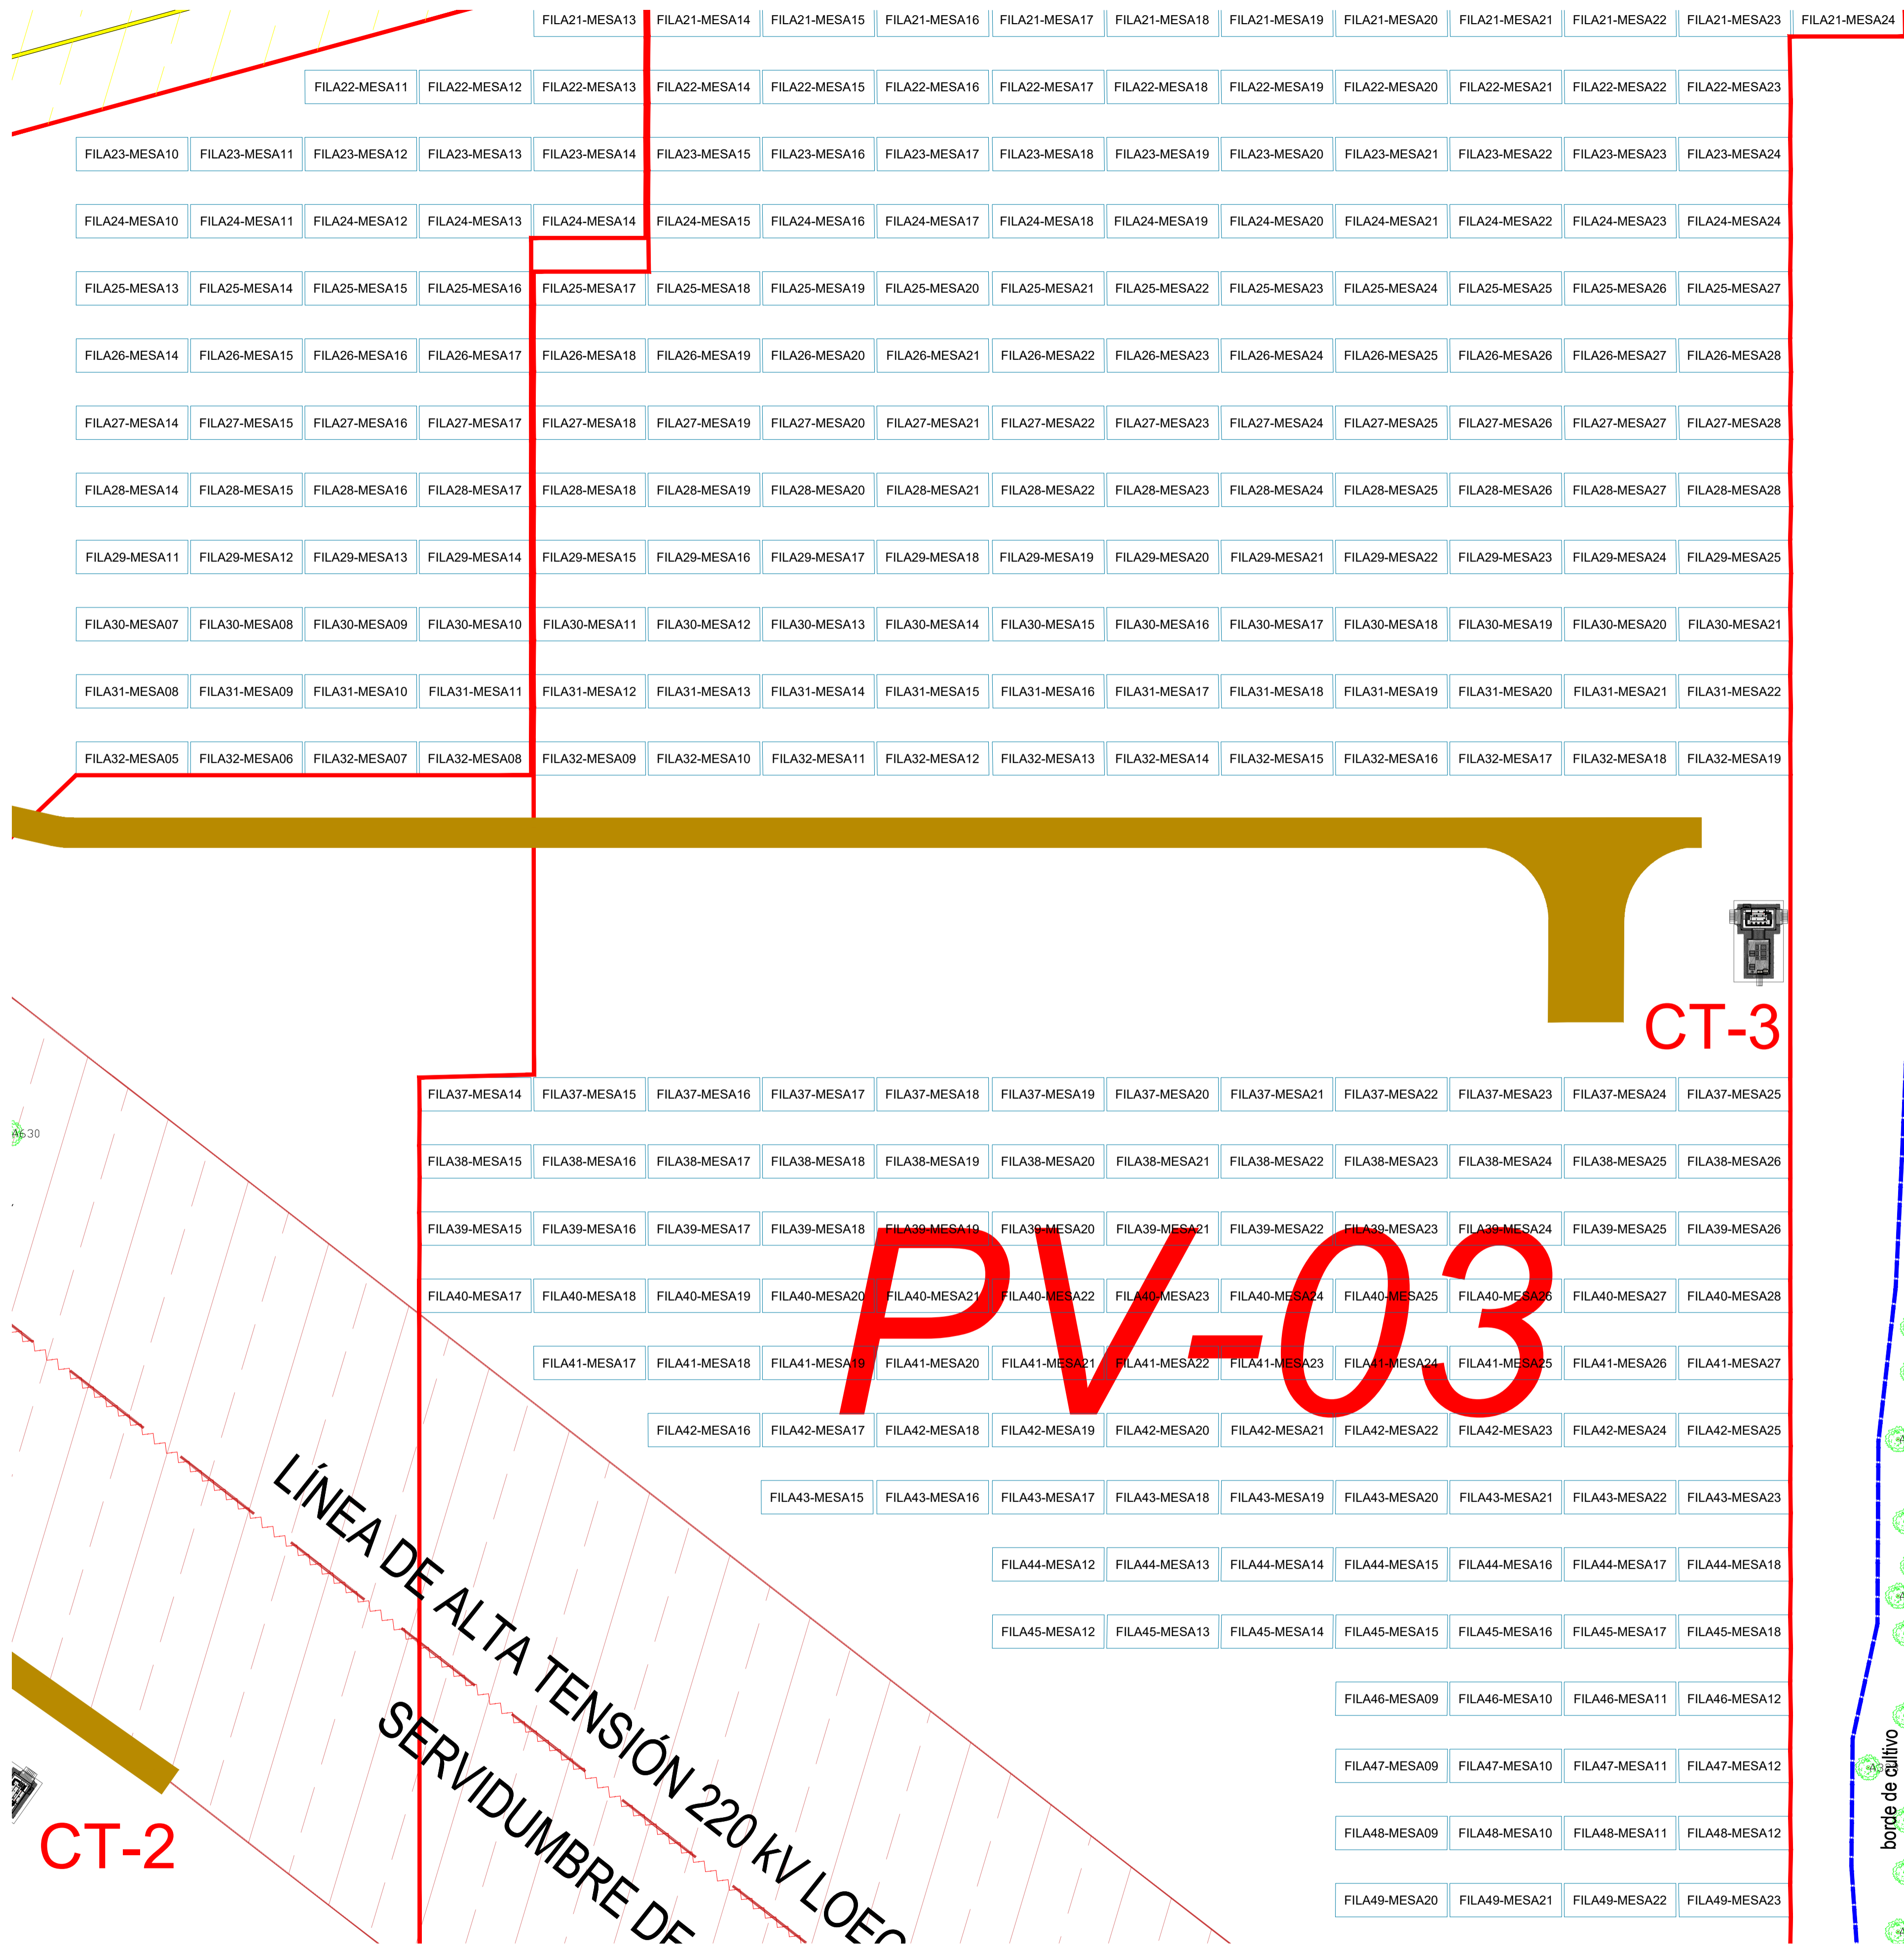 FILA21-MESA13 FILA21-MESA14 FILA21-MESA15 FILA21-MESA16 FILA21-MESA17 FILA21-MESA18 FILA21-MESA19 FILA21-MESA20 FILA21-MESA21 FILA21-MESA22 FILA21-MESA23 FILA21-MESA24
FILA22-MESA11 FILA22-MESA12 FILA22-MESA13 FILA22-MESA14 FILA22-MESA15 FILA22-MESA16 FILA22-MESA17 FILA22-MESA18 FILA22-MESA19 FILA22-MESA20 FILA22-MESA21 FILA22-MESA22 FILA22-MESA23
FILA23-MESA10 FILA23-MESA11 FILA23-MESA12 FILA23-MESA13 FILA23-MESA14 FILA23-MESA15 FILA23-MESA16 FILA23-MESA17 FILA23-MESA18 FILA23-MESA19 FILA23-MESA20 FILA23-MESA21 FILA23-MESA22 FILA23-MESA23 FILA23-MESA24
FILA24-MESA10 FILA24-MESA11 FILA24-MESA12 FILA24-MESA13 FILA24-MESA14 FILA24-MESA15 FILA24-MESA16 FILA24-MESA17 FILA24-MESA18 FILA24-MESA19 FILA24-MESA20 FILA24-MESA21 FILA24-MESA22 FILA24-MESA23 FILA24-MESA24
FILA25-MESA13 FILA25-MESA14 FILA25-MESA15 FILA25-MESA16 FILA25-MESA17 FILA25-MESA18 FILA25-MESA19 FILA25-MESA20 FILA25-MESA21 FILA25-MESA22 FILA25-MESA23 FILA25-MESA24 FILA25-MESA25 FILA25-MESA26 FILA25-MESA27
FILA26-MESA14 FILA26-MESA15 FILA26-MESA16 FILA26-MESA17 FILA26-MESA18 FILA26-MESA19 FILA26-MESA20 FILA26-MESA21 FILA26-MESA22 FILA26-MESA23 FILA26-MESA24 FILA26-MESA25 FILA26-MESA26 FILA26-MESA27 FILA26-MESA28
FILA27-MESA14 FILA27-MESA15 FILA27-MESA16 FILA27-MESA17 FILA27-MESA18 FILA27-MESA19 FILA27-MESA20 FILA27-MESA21 FILA27-MESA22 FILA27-MESA23 FILA27-MESA24 FILA27-MESA25 FILA27-MESA26 FILA27-MESA27 FILA27-MESA28
FILA28-MESA14 FILA28-MESA15 FILA28-MESA16 FILA28-MESA17 FILA28-MESA18 FILA28-MESA19 FILA28-MESA20 FILA28-MESA21 FILA28-MESA22 FILA28-MESA23 FILA28-MESA24 FILA28-MESA25 FILA28-MESA26 FILA28-MESA27 FILA28-MESA28
FILA29-MESA11 FILA29-MESA12 FILA29-MESA13 FILA29-MESA14 FILA29-MESA15 FILA29-MESA16 FILA29-MESA17 FILA29-MESA18 FILA29-MESA19 FILA29-MESA20 FILA29-MESA21 FILA29-MESA22 FILA29-MESA23 FILA29-MESA24 FILA29-MESA25
FILA30-MESA07 FILA30-MESA08 FILA30-MESA09 FILA30-MESA10 FILA30-MESA11 FILA30-MESA12 FILA30-MESA13 FILA30-MESA14 FILA30-MESA15 FILA30-MESA16 FILA30-MESA17 FILA30-MESA18 FILA30-MESA19 FILA30-MESA20 FILA30-MESA21
FILA31-MESA08 FILA31-MESA09 FILA31-MESA10 FILA31-MESA11 FILA31-MESA12 FILA31-MESA13 FILA31-MESA14 FILA31-MESA15 FILA31-MESA16 FILA31-MESA17 FILA31-MESA18 FILA31-MESA19 FILA31-MESA20 FILA31-MESA21 FILA31-MESA22
FILA32-MESA05 FILA32-MESA06 FILA32-MESA07 FILA32-MESA08 FILA32-MESA09 FILA32-MESA10 FILA32-MESA11 FILA32-MESA12 FILA32-MESA13 FILA32-MESA14 FILA32-MESA15 FILA32-MESA16 FILA32-MESA17 FILA32-MESA18 FILA32-MESA19
CT-3
FILA37-MESA14 FILA37-MESA15 FILA37-MESA16 FILA37-MESA17 FILA37-MESA18 FILA37-MESA19 FILA37-MESA20 FILA37-MESA21 FILA37-MESA22 FILA37-MESA23 FILA37-MESA24 FILA37-MESA25
A630
FILA38-MESA15 FILA38-MESA16 FILA38-MESA17 FILA38-MESA18 FILA38-MESA19 FILA38-MESA20 FILA38-MESA21 FILA38-MESA22 FILA38-MESA23 FILA38-MESA24 FILA38-MESA25 FILA38-MESA26
FILA39-MESA15 FILA39-MESA16 FILA39-MESA17 FILA39-MESA18 FILA39-MESA19 FILA39-MESA20 FILA39-MESA21 FILA39-MESA22 FILA39-MESA23 FILA39-MESA24 FILA39-MESA25 FILA39-MESA26
FILA40-MESA17 FILA40-MESA18 FILA40-MESA19 FILA40-MESA20 FILA40-MESA21 FILA40-MESA22 FILA40-MESA23 FILA40-MESA24 FILA40-MESA25 FILA40-MESA26 FILA40-MESA27 FILA40-MESA28
PV-03
FILA41-MESA17 FILA41-MESA18 FILA41-MESA19 FILA41-MESA20 FILA41-MESA21 FILA41-MESA22 FILA41-MESA23 FILA41-MESA24 FILA41-MESA25 FILA41-MESA26 FILA41-MESA27
FILA42-MESA16 FILA42-MESA17 FILA42-MESA18 FILA42-MESA19 FILA42-MESA20 FILA42-MESA21 FILA42-MESA22 FILA42-MESA23 FILA42-MESA24 FILA42-MESA25
FILA43-MESA15 FILA43-MESA16 FILA43-MESA17 FILA43-MESA18 FILA43-MESA19 FILA43-MESA20 FILA43-MESA21 FILA43-MESA22 FILA43-MESA23
FILA44-MESA12 FILA44-MESA13 FILA44-MESA14 FILA44-MESA15 FILA44-MESA16 FILA44-MESA17 FILA44-MESA18
FILA45-MESA12 FILA45-MESA13 FILA45-MESA14 FILA45-MESA15 FILA45-MESA16 FILA45-MESA17 FILA45-MESA18
FILA46-MESA09 FILA46-MESA10 FILA46-MESA11 FILA46-MESA12
FILA47-MESA09 FILA47-MESA10 FILA47-MESA11 FILA47-MESA12
FILA48-MESA09 FILA48-MESA10 FILA48-MESA11 FILA48-MESA12
FILA49-MESA20 FILA49-MESA21 FILA49-MESA22 FILA49-MESA23
LÍNEA DE ALTA TENSIÓN 220 kV LOEC
SERVIDUMBRE DE
CT-2
borde de cultivo